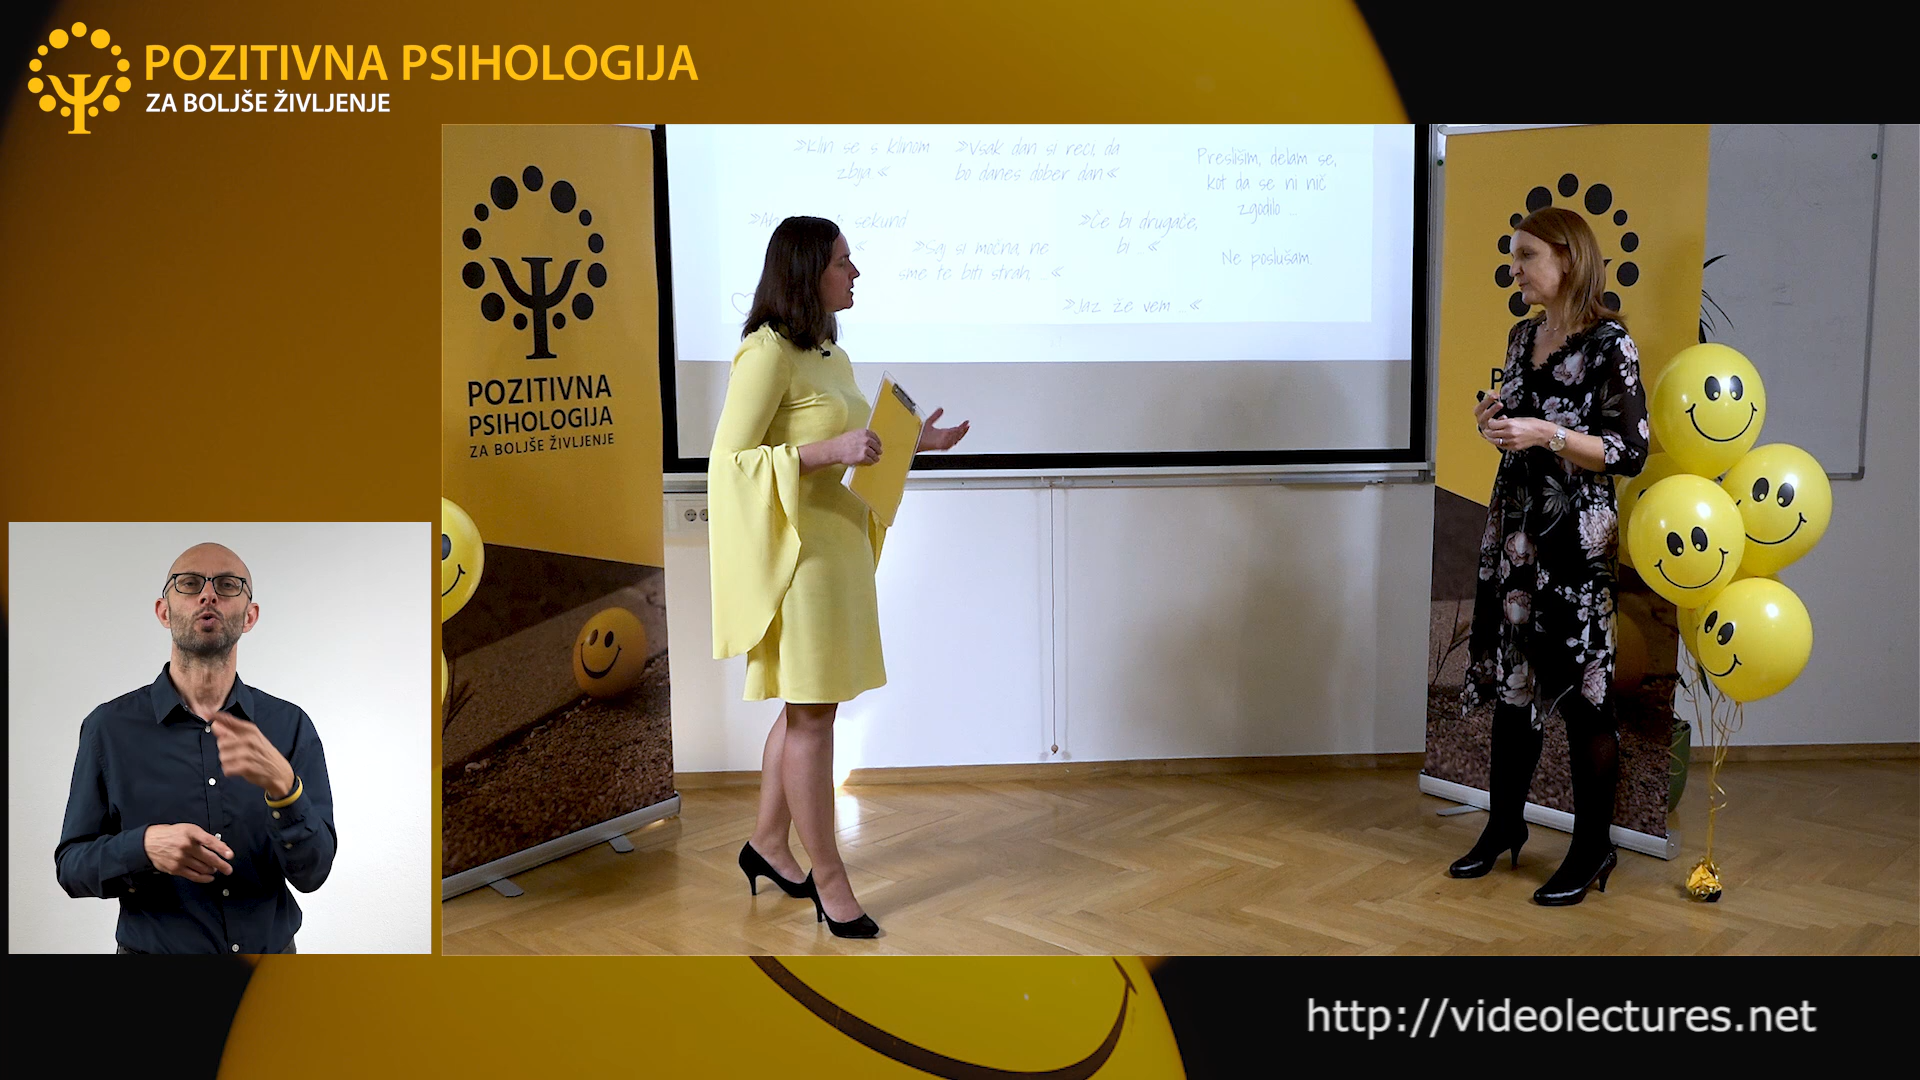 POZITIVNA PSIHOLOGIJA
ZA BOLJŠE ŽIVLJENJE
»Klin se s klinom
zbija.«
»Vsak dan si reci, da
bo danes dober dan«
Preslišim, delam se,
kot da se ni nič
zgodilo ...
Ne poslušam.
sekund
«
»Saj si močna, ne
sme te biti strah, ...«
»Če bi drugače,
bi ...«
»Jaz že vem ...«
POZITIVNA
PSIHOLOGIJA
ZA BOLJŠE ŽIVLJENJE
P
http://videolectures.net